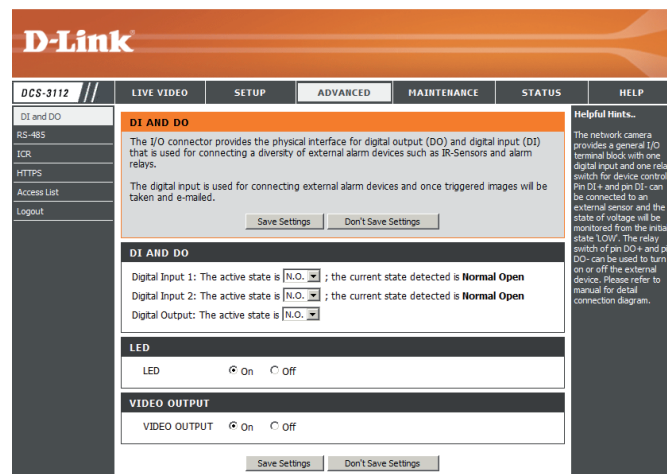 D-Link
DCS-3112 // LIVE VIDEO SETUP ADVANCED MAINTENANCE STATUS HELP
DI and DO
RS-485
ICR
HTTPS
Access List
Logout
DI AND DO
The I/O connector provides the physical interface for digital output (DO) and digital input (DI)
that is used for connecting a diversity of external alarm devices such as IR-Sensors and alarm
relays.
The digital input is used for connecting external alarm devices and once triggered images will be
taken and e-mailed.
Save Settings Don't Save Settings
DI AND DO
Digital Input 1: The active state is N.O. ; the current state detected is Normal Open
Digital Input 2: The active state is N.O. ; the current state detected is Normal Open
Digital Output: The active state is N.O.
LED
LED On Off
VIDEO OUTPUT
VIDEO OUTPUT On Off
Save Settings Don't Save Settings
Helpful Hints..
The network camera
provides a general I/O
terminal block with one
digital input and one rela
switch for device control
Pin DI+ and pin DI- can
be connected to an
external sensor and the
state of voltage will be
monitored from the initia
state 'LOW'. The relay
switch of pin DO+ and p
DO- can be used to turn
on or off the external
device. Please refer to
manual for detail
connection diagram.